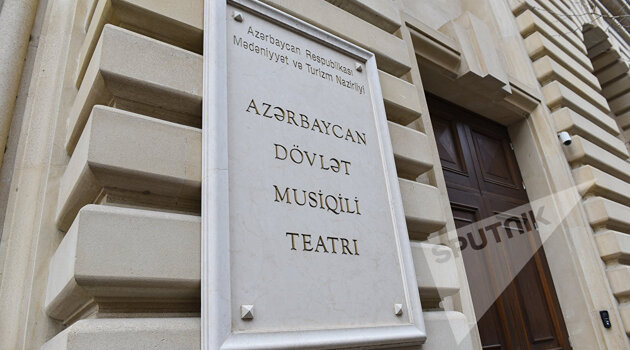 Azərbaycan Respublikası
Mədəniyyət və Turizm Nazirliyi
AZƏRBAYCAN
DÖVLƏT
MUSİQİLİ
TEATRI
SPUTNIK